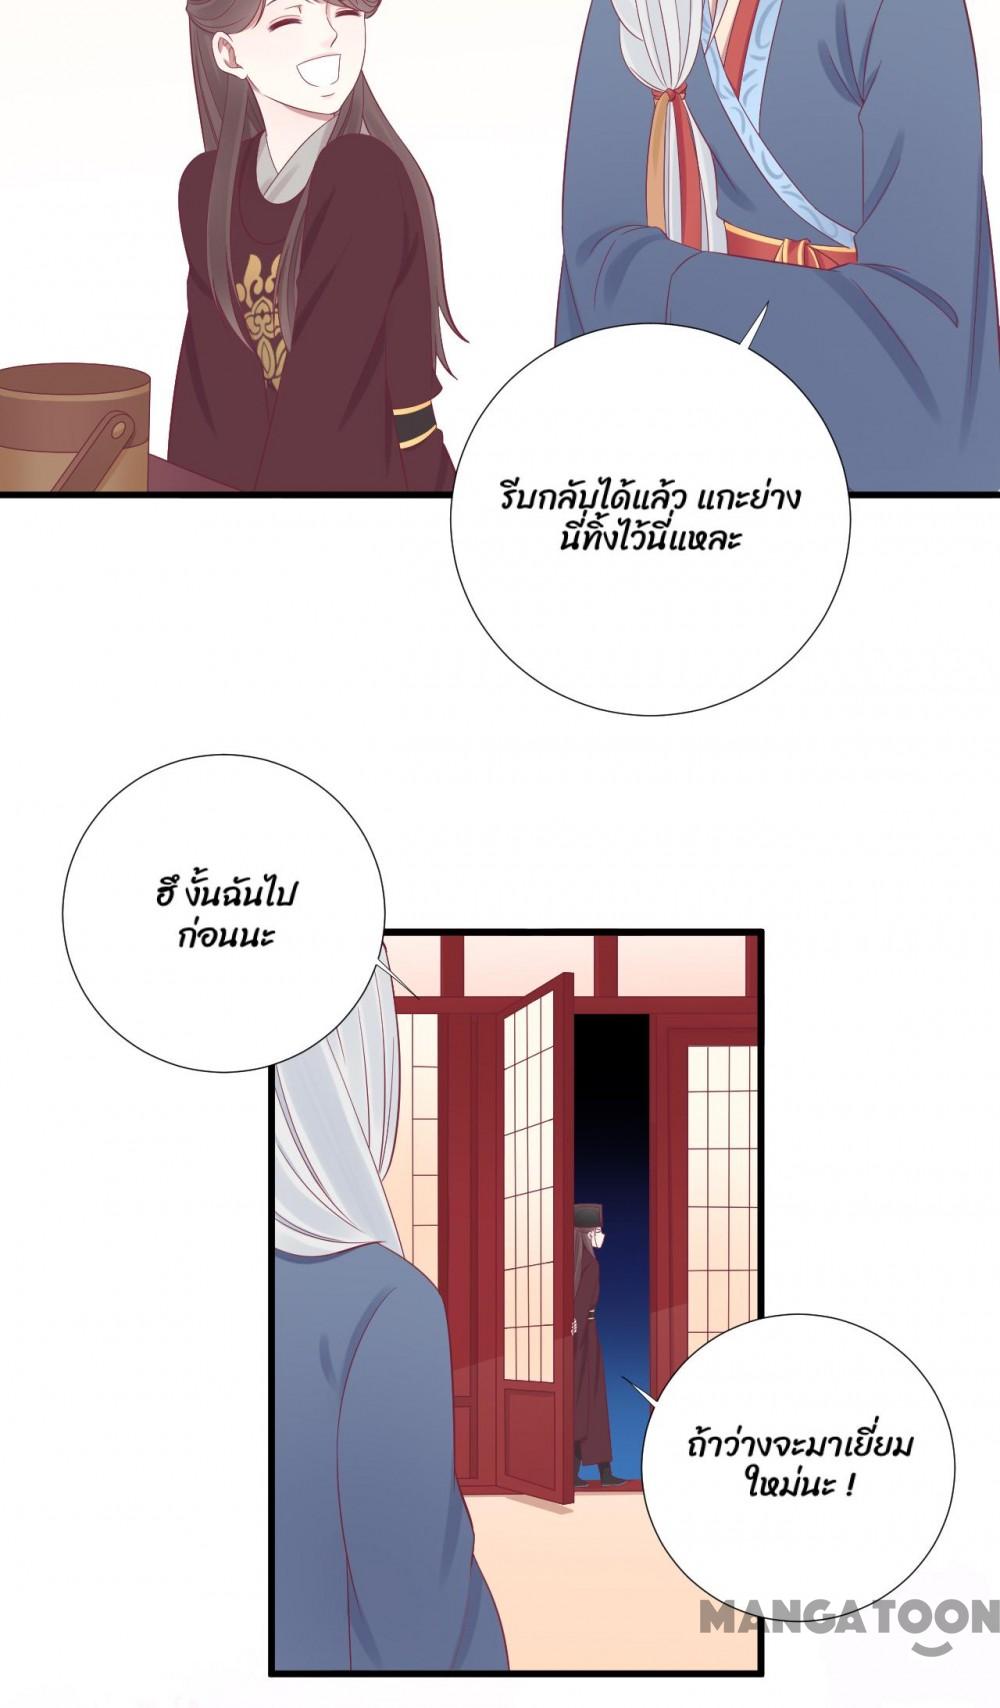 รีบกลับได้แล้ว แกะย่าง
นี่ทิ้งไว้นี่แหละ
ฮึ งั้นฉันไป
ก่อนนะ
ถ้าว่างจะมาเยี่ยม
ใหม่นะ !
MANGATOON